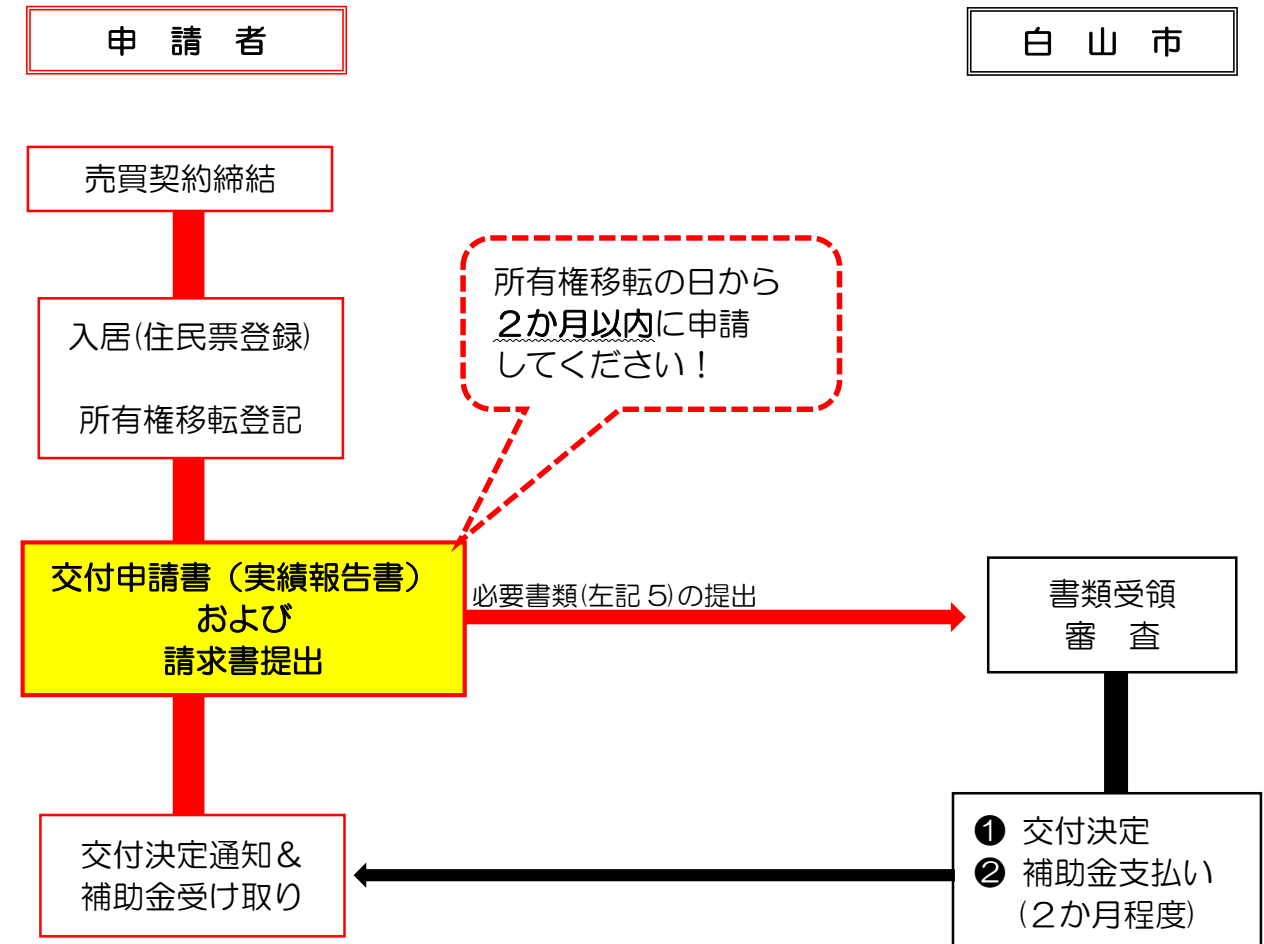 申 請 者
白 山 市
売買契約締結
入居(住民票登録)
所有権移転登記
所有権移転の日から
２か月以内に申請
してください！
交付申請書（実績報告書）
および
請求書提出
必要書類(左記 5)の提出
書類受領
審 査
交付決定通知＆
補助金受け取り
❶ 交付決定
❷ 補助金支払い
(２か月程度)